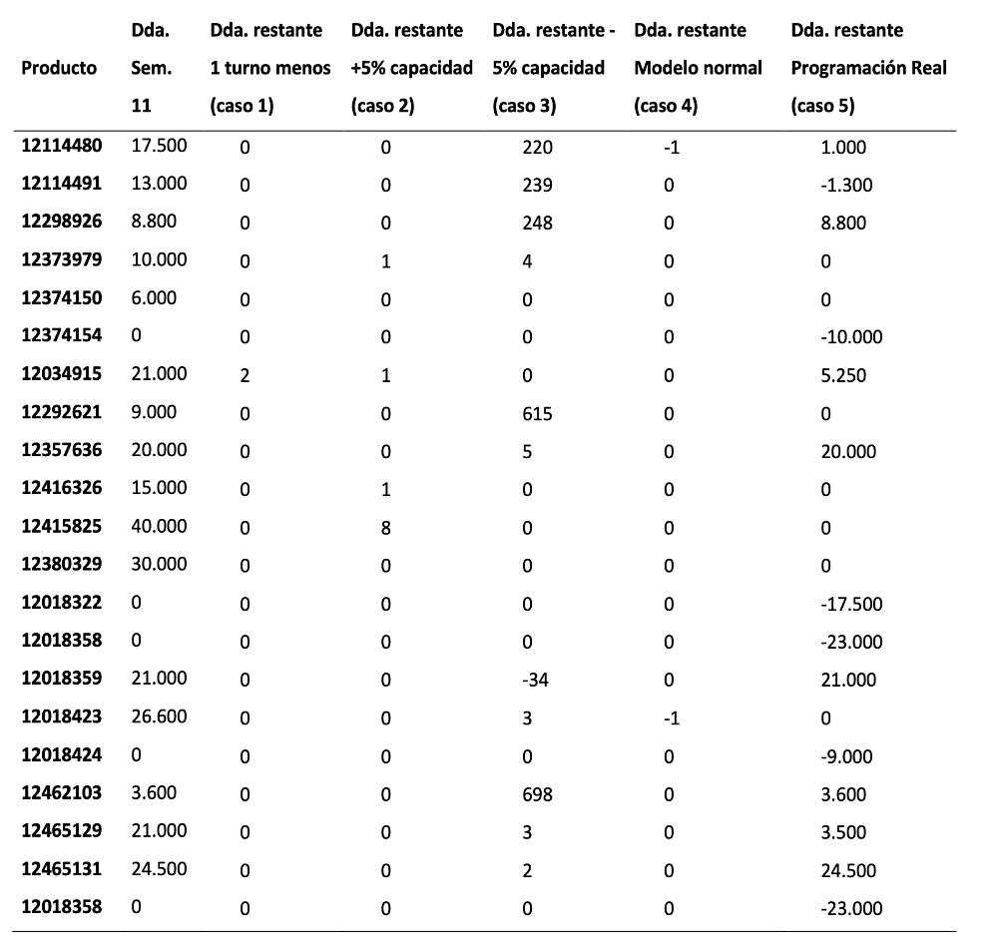 Producto Dda. Sem. 11 Dda. restante 1 turno menos (caso 1) Dda. restante +5% capacidad (caso 2) Dda. restante - 5% capacidad (caso 3) Dda. restante Modelo normal (caso 4) Dda. restante Programación Real (caso 5)
12114480 17.500 0 0 220 -1 1.000
12114491 13.000 0 0 239 0 -1.300
12298926 8.800 0 0 248 0 8.800
12373979 10.000 0 1 4 0 0
12374150 6.000 0 0 0 0 0
12374154 0 0 0 0 0 -10.000
12034915 21.000 2 1 0 0 5.250
12292621 9.000 0 0 615 0 0
12357636 20.000 0 0 5 0 20.000
12416326 15.000 0 1 0 0 0
12415825 40.000 0 8 0 0 0
12380329 30.000 0 0 0 0 0
12018322 0 0 0 0 0 -17.500
12018358 0 0 0 0 0 -23.000
12018359 21.000 0 0 -34 0 21.000
12018423 26.600 0 0 3 -1 0
12018424 0 0 0 0 0 -9.000
12462103 3.600 0 0 698 0 3.600
12465129 21.000 0 0 3 0 3.500
12465131 24.500 0 0 2 0 24.500
12018358 0 0 0 0 0 -23.000